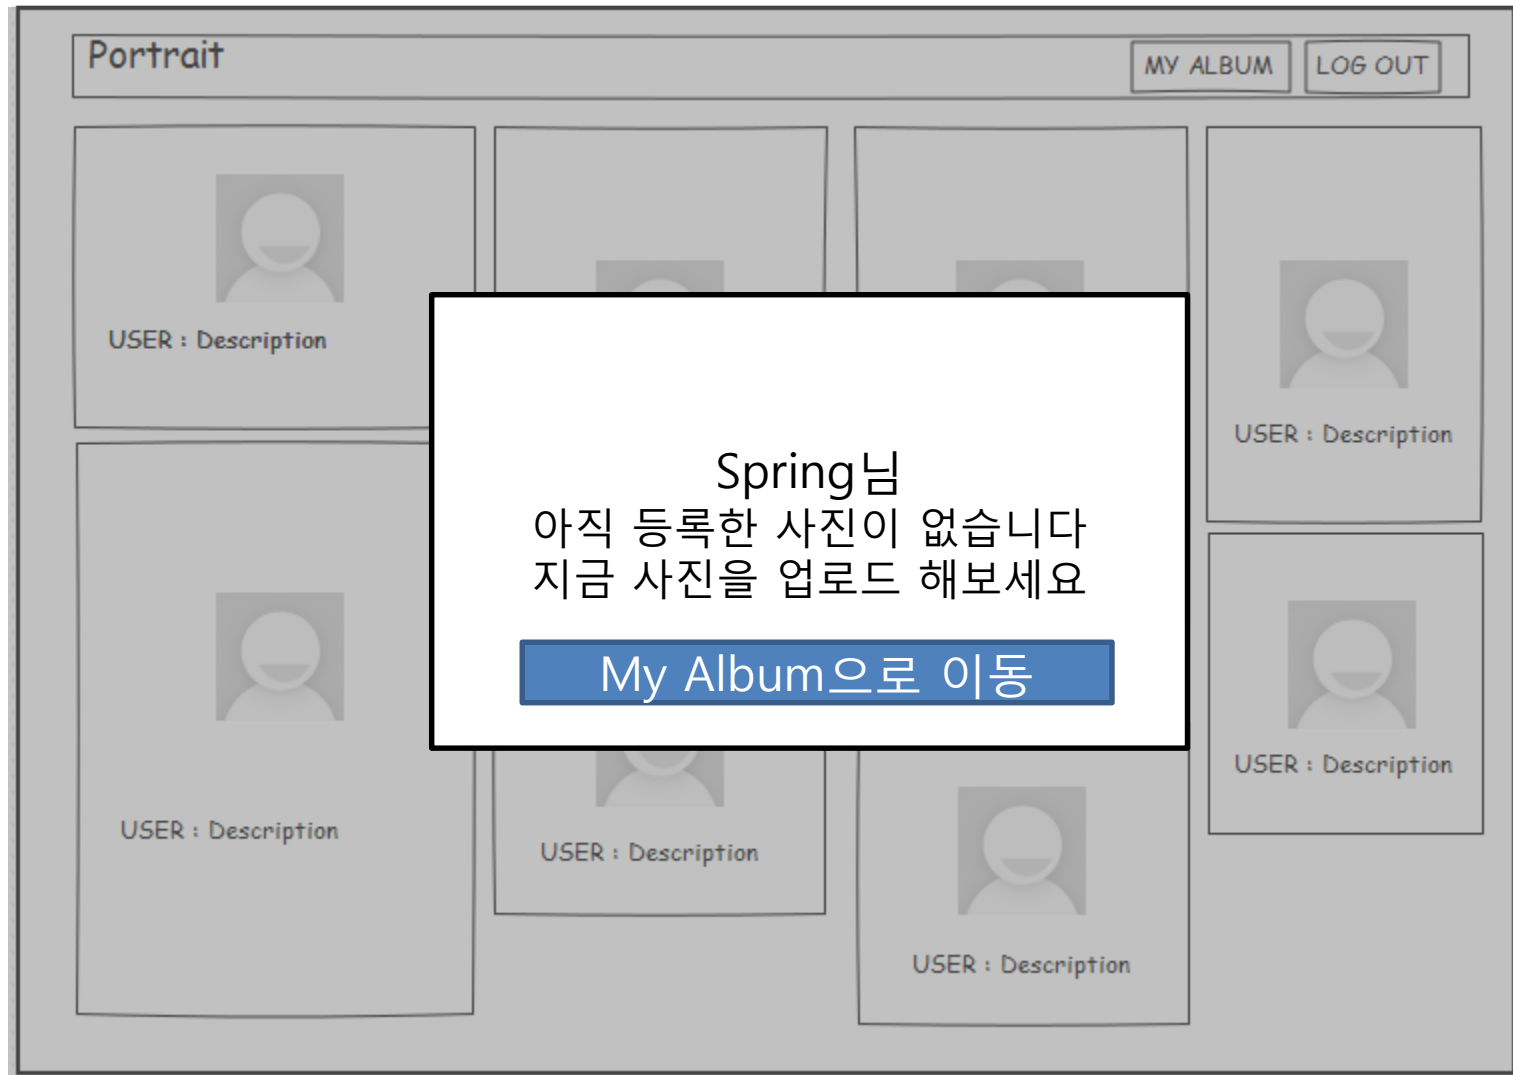 Portrait
MY ALBUM
LOG OUT
USER : Description
USER : Description
Spring님
아직 등록한 사진이 없습니다
지금 사진을 업로드 해보세요
My Album으로 이동
USER : Description
USER : Description
USER : Description
USER : Description